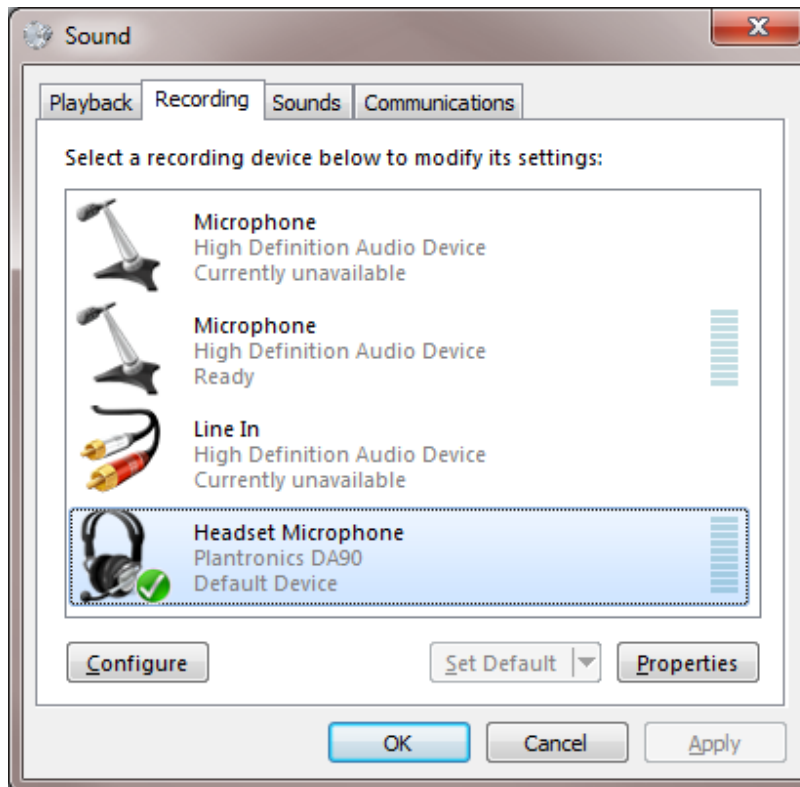 Sound
Playback Recording Sounds Communications
Select a recording device below to modify its settings:
Microphone
High Definition Audio Device
Currently unavailable
Microphone
High Definition Audio Device
Ready
Line In
High Definition Audio Device
Currently unavailable
Headset Microphone
Plantronics DA90
Default Device
Configure Set Default Properties
OK Cancel Apply